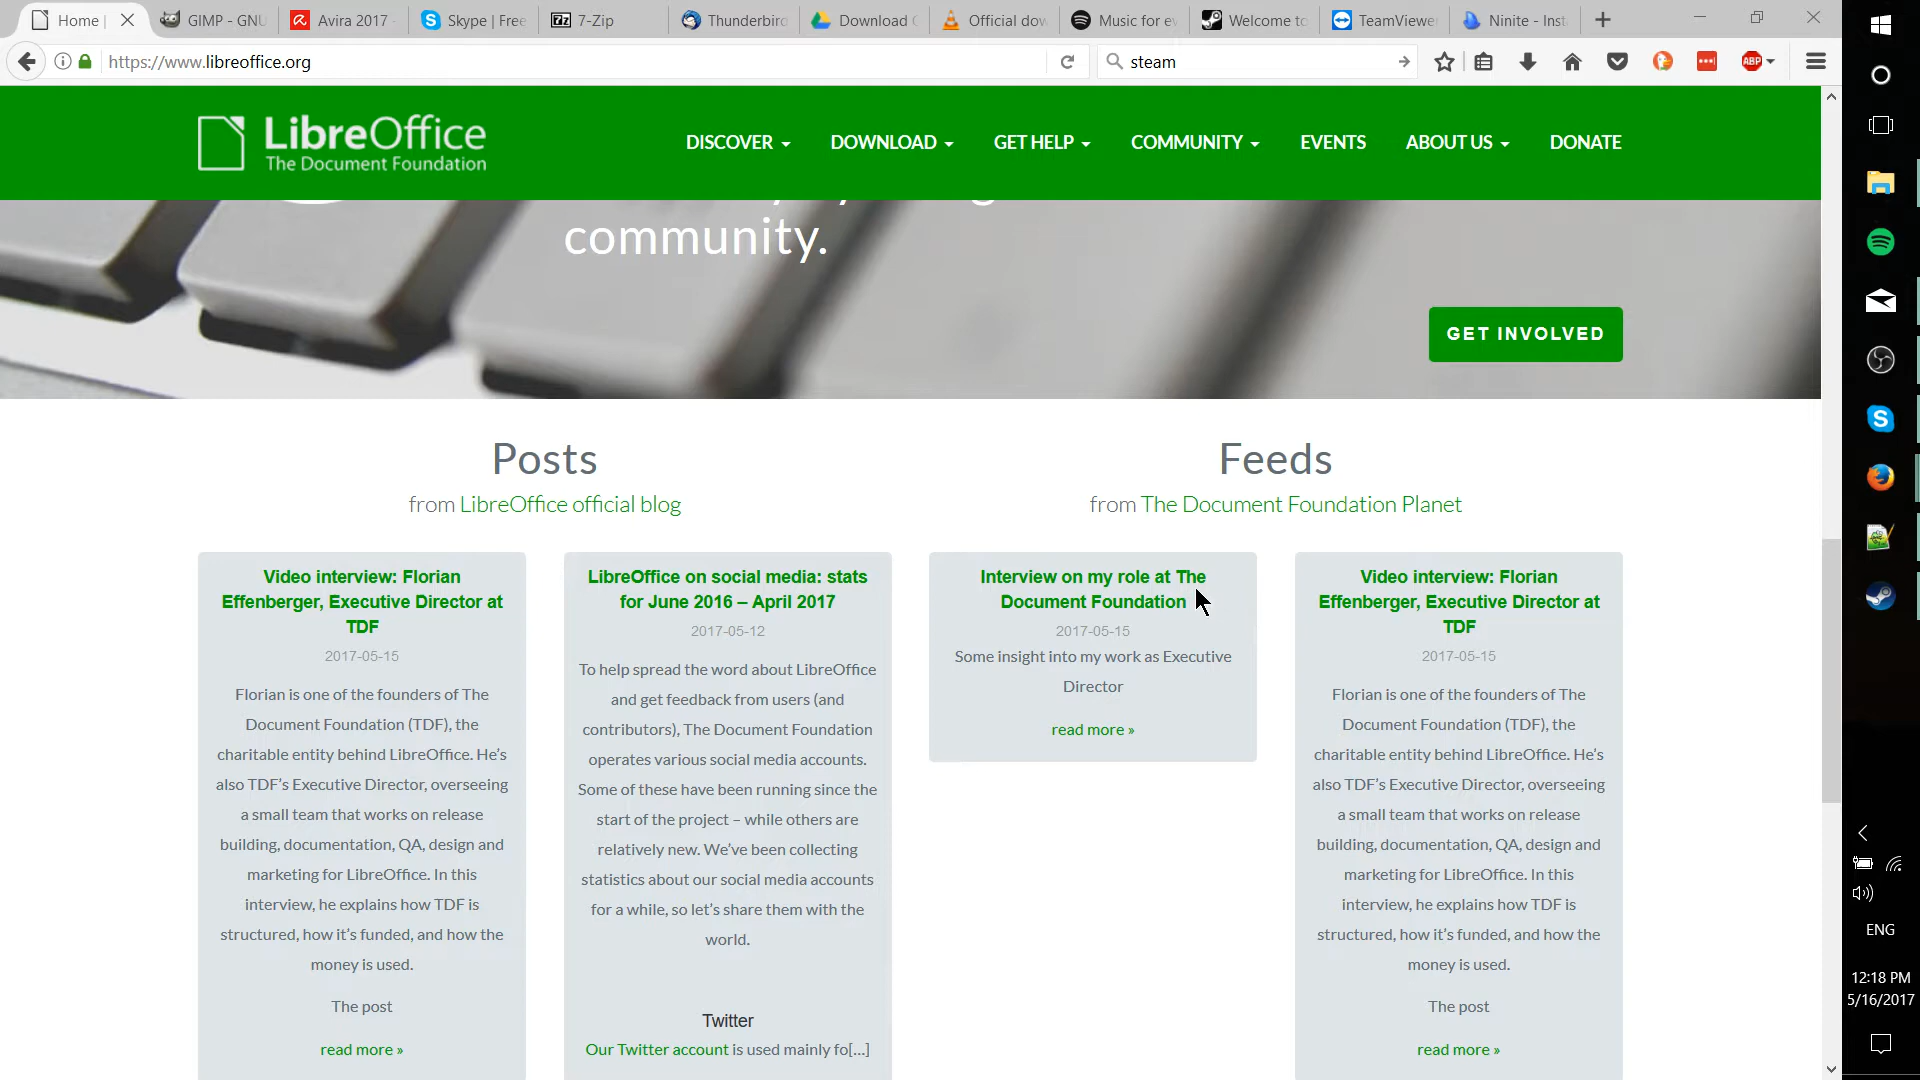 Home |
GIMP - GNU
Avira 2017 -
Skype | Free
7-Zip
Thunderbird
Download G
Official dow
Music for ev
Welcome to
TeamViewer
Ninite - Inst
https://www.libreoffice.org
steam
ABP
LibreOffice
The Document Foundation
DISCOVER
DOWNLOAD
GET HELP
COMMUNITY
EVENTS
ABOUT US
DONATE
community.
GET INVOLVED
Posts
from LibreOffice official blog
Feeds
from The Document Foundation Planet
Video interview: Florian
Effenberger, Executive Director at
TDF
2017-05-15
Florian is one of the founders of The
Document Foundation (TDF), the
charitable entity behind LibreOffice. He’s
also TDF’s Executive Director, overseeing
a small team that works on release
building, documentation, QA, design and
marketing for LibreOffice. In this
interview, he explains how TDF is
structured, how it’s funded, and how the
money is used.
The post
read more »
LibreOffice on social media: stats
for June 2016 – April 2017
2017-05-12
To help spread the word about LibreOffice
and get feedback from users (and
contributors), The Document Foundation
operates various social media accounts.
Some of these have been running since the
start of the project – while others are
relatively new. We’ve been collecting
statistics about our social media accounts
for a while, so let’s share them with the
world.
Twitter
Our Twitter account is used mainly fo[...]
Interview on my role at The
Document Foundation
2017-05-15
Some insight into my work as Executive
Director
read more »
Video interview: Florian
Effenberger, Executive Director at
TDF
2017-05-15
Florian is one of the founders of The
Document Foundation (TDF), the
charitable entity behind LibreOffice. He’s
also TDF’s Executive Director, overseeing
a small team that works on release
building, documentation, QA, design and
marketing for LibreOffice. In this
interview, he explains how TDF is
structured, how it’s funded, and how the
money is used.
The post
read more »
ENG
12:18 PM
5/16/2017